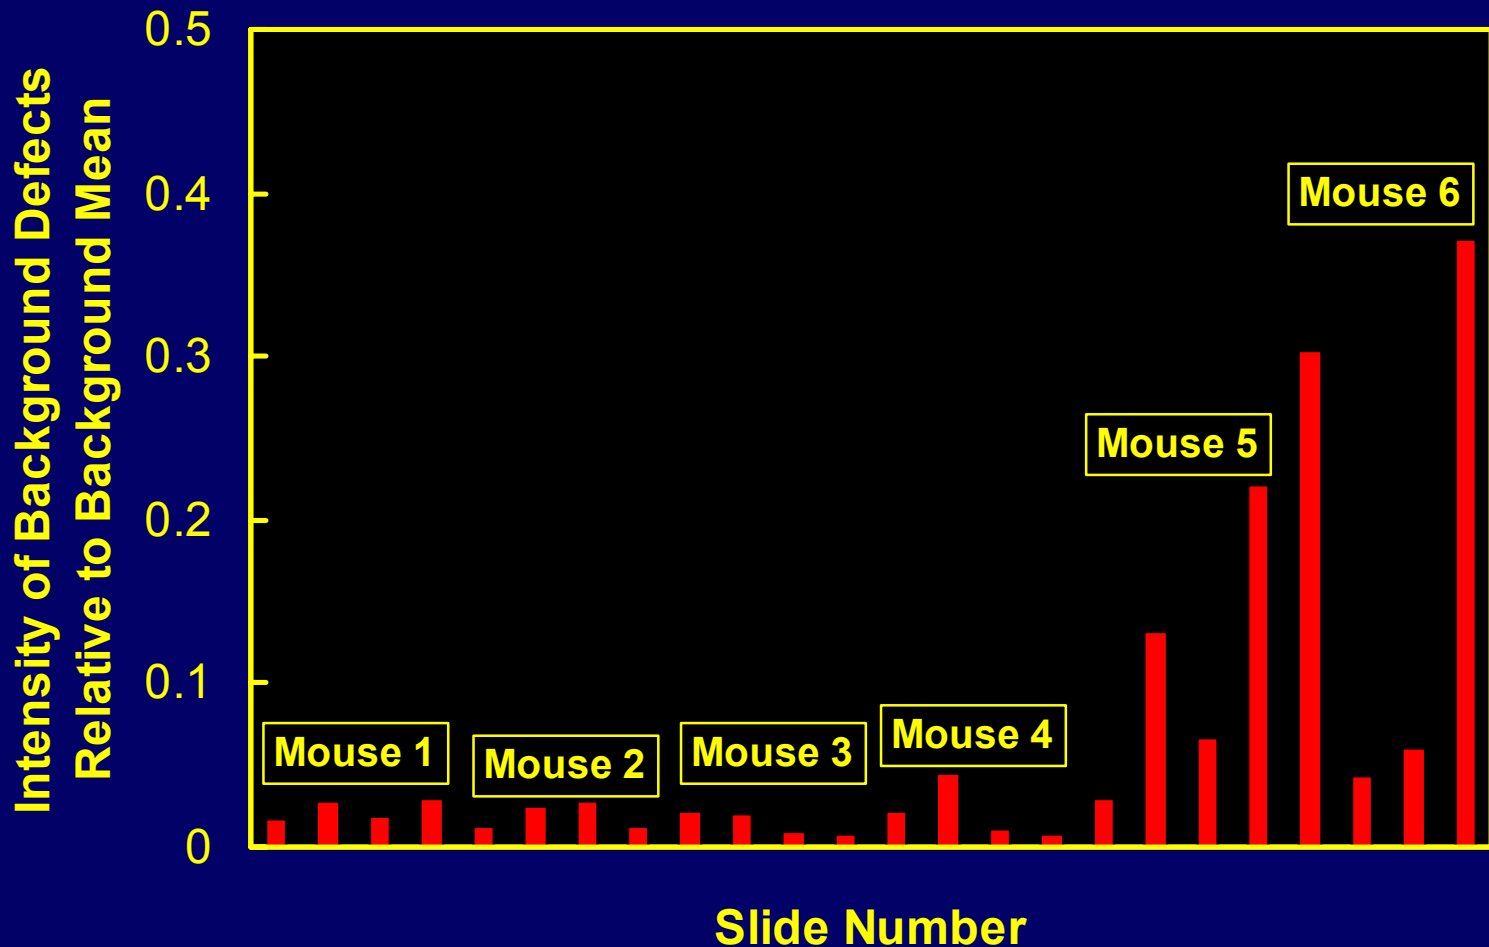 Intensity of Background Defects
Relative to Background Mean
0.5
0.4
0.3
0.2
0.1
0
Mouse 1
Mouse 2
Mouse 3
Mouse 4
Mouse 5
Mouse 6
Slide Number